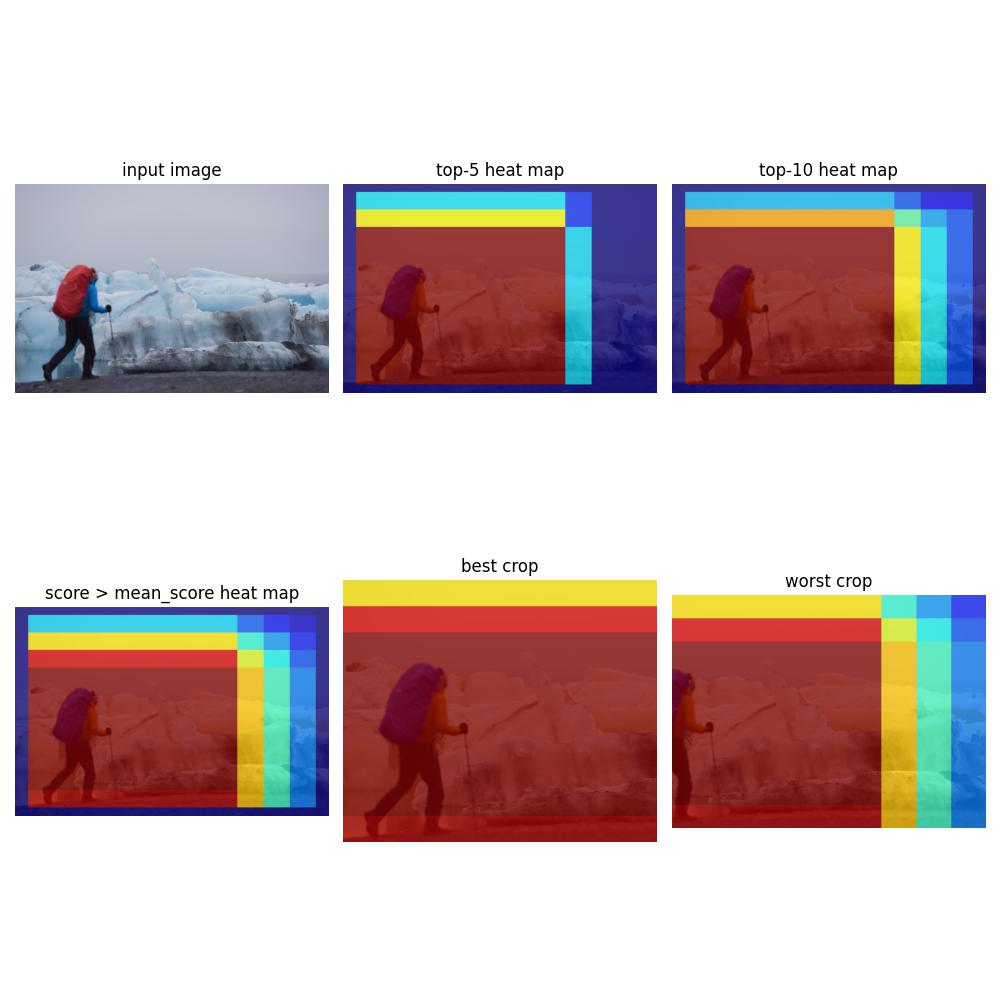 input image
top-5 heat map
top-10 heat map
score > mean_score heat map
best crop
worst crop